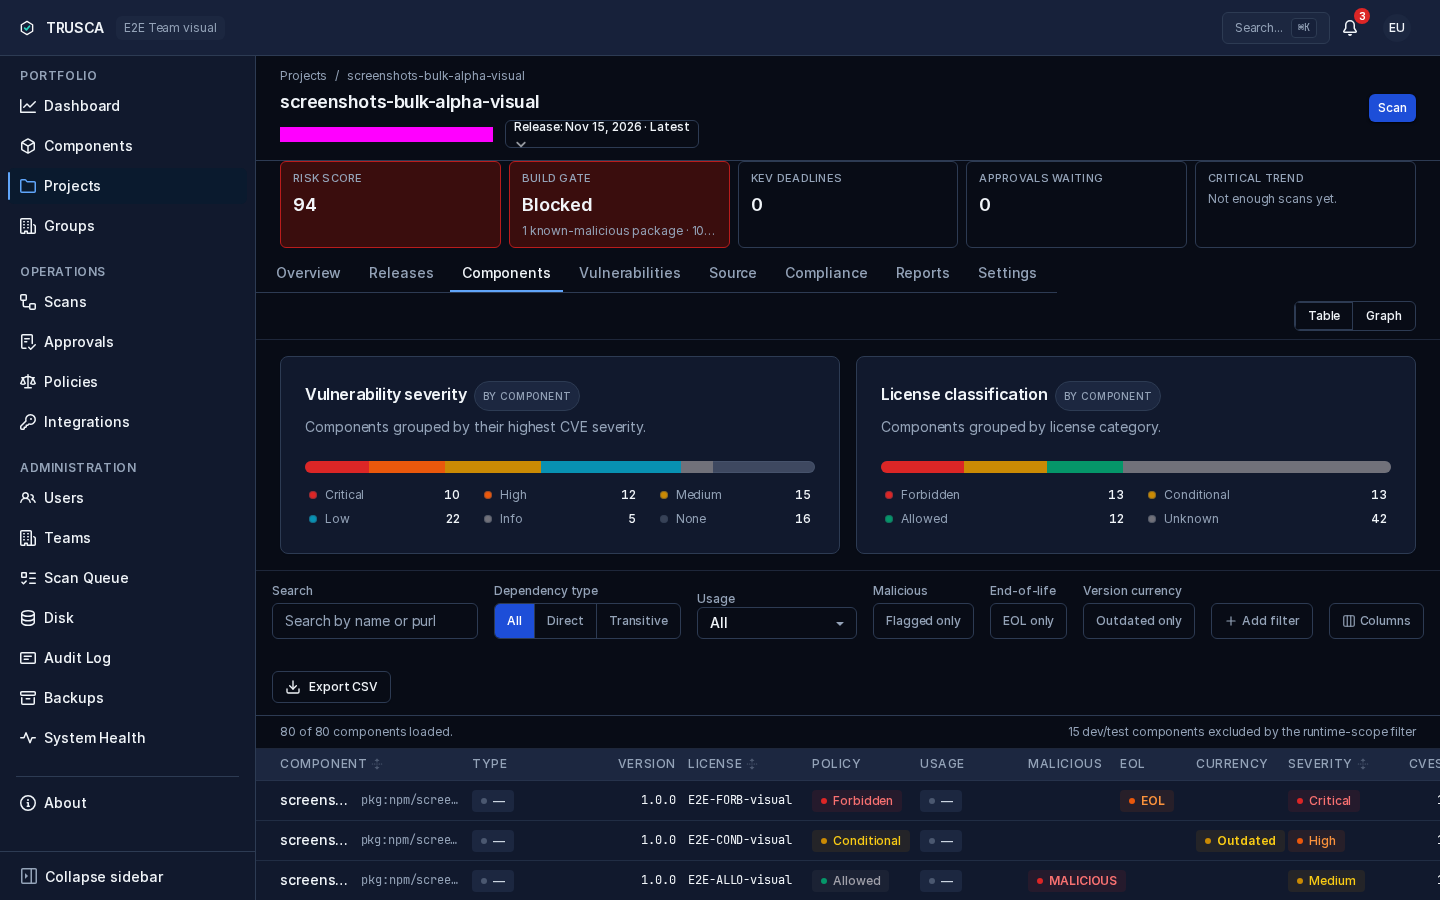 TRUSCA
E2E Team visual
Search...
⌘K
3
EU
PORTFOLIO
Dashboard
Components
Projects
Groups
OPERATIONS
Scans
Approvals
Policies
Integrations
ADMINISTRATION
Users
Teams
Scan Queue
Disk
Audit Log
Backups
System Health
About
Collapse sidebar
Projects / screenshots-bulk-alpha-visual
screenshots-bulk-alpha-visual
Scan
Release: Nov 15, 2026 · Latest
RISK SCORE
94
BUILD GATE
Blocked
1 known-malicious package · 10…
KEV DEADLINES
0
APPROVALS WAITING
0
CRITICAL TREND
Not enough scans yet.
Overview Releases Components Vulnerabilities Source Compliance Reports Settings
Table Graph
Vulnerability severity BY COMPONENT
Components grouped by their highest CVE severity.
Critical 10 High 12 Medium 15
Low 22 Info 5 None 16
License classification BY COMPONENT
Components grouped by license category.
Forbidden 13 Conditional 13
Allowed 12 Unknown 42
Search
Search by name or purl
Dependency type
All Direct Transitive
Usage
All
Malicious
Flagged only
End-of-life
EOL only
Version currency
Outdated only
Add filter
Columns
Export CSV
80 of 80 components loaded.
15 dev/test components excluded by the runtime-scope filter
COMPONENT TYPE VERSION LICENSE POLICY USAGE MALICIOUS EOL CURRENCY SEVERITY CVES
screens… pkg:npm/scree… — 1.0.0 E2E-FORB-visual Forbidden — EOL Critical
screens… pkg:npm/scree… — 1.0.0 E2E-COND-visual Conditional — Outdated High
screens… pkg:npm/scree… — 1.0.0 E2E-ALLO-visual Allowed — MALICIOUS Medium